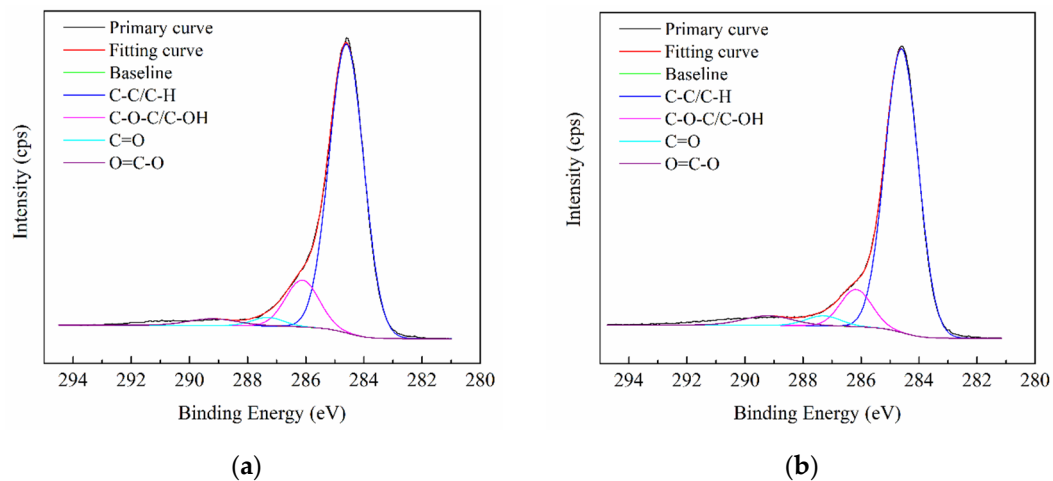 Primary curve
Fitting curve
Baseline
C-C/C-H
C-O-C/C-OH
C=O
O=C-O
Intensity (cps)
294 292 290 288 286 284 282 280
Binding Energy (eV)
(a)
Primary curve
Fitting curve
Baseline
C-C/C-H
C-O-C/C-OH
C=O
O=C-O
Intensity (cps)
294 292 290 288 286 284 282 280
Binding Energy (eV)
(b)